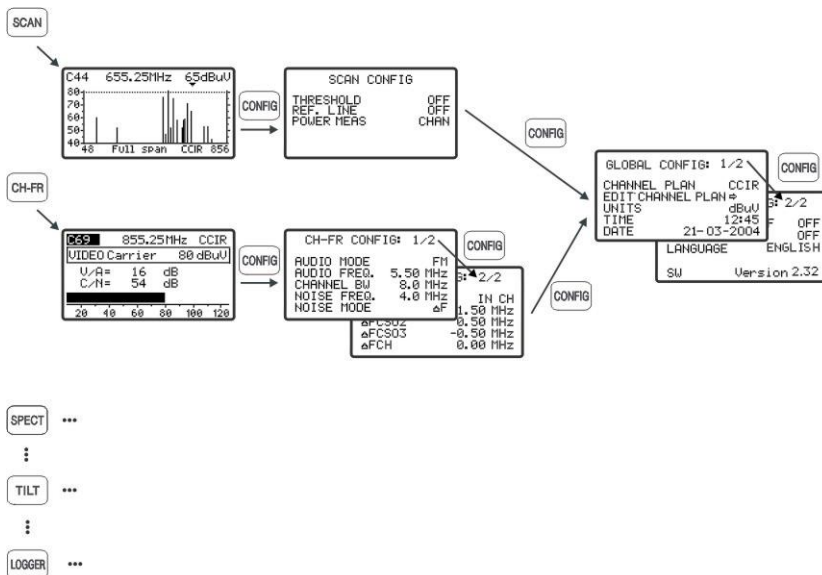 SCAN
C44 655.25MHz 65dBuV
80
70
60
50
40
48 Full span CCIR 856
CONFIG
SCAN CONFIG
THRESHOLD OFF
REF. LINE OFF
POWER MEAS CHAN
CONFIG
CH-FR
C69 855.25MHz CCIR
VIDEO Carrier 80 dBuV
V/A= 16 dB
C/N= 54 dB
20 40 60 80 100 120
CONFIG
CH-FR CONFIG: 1/2
AUDIO MODE FM
AUDIO FREQ. 5.50 MHz
CHANNEL BW 8.0 MHz
NOISE FREQ. 4.0 MHz
NOISE MODE △F
CONFIG
G: 2/2
IN CH
1.50 MHz
△FCSO2 0.50 MHz
△FCSO3 -0.50 MHz
△FCH 0.00 MHz
CONFIG
GLOBAL CONFIG: 1/2
CHANNEL PLAN CCIR
EDIT CHANNEL PLAN ⇨
UNITS dBuV
TIME 12:45
DATE 21-03-2004
CONFIG
G: 2/2
F OFF
OFF
LANGUAGE ENGLISH
SW Version 2.32
SPECT •••
TILT •••
LOGGER •••